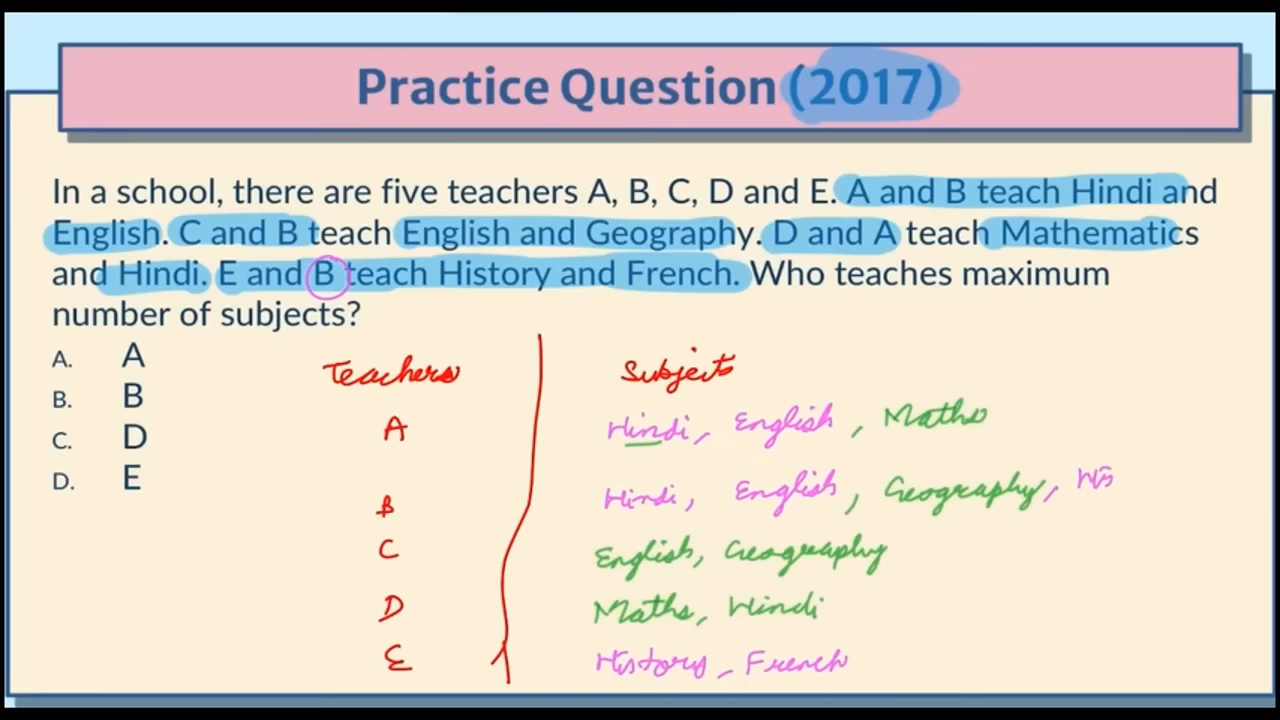 Practice Question (2017)
In a school, there are five teachers A, B, C, D and E. A and B teach Hindi and
English. C and B teach English and Geography. D and A teach Mathematics
and Hindi. E and B teach History and French. Who teaches maximum
number of subjects?
A. A
B. B
C. D
D. E
Teachers Subjects
A Hindi, English, Maths
B Hindi, English, Geography, His
C English, Geography
D Maths, Hindi
E History, French